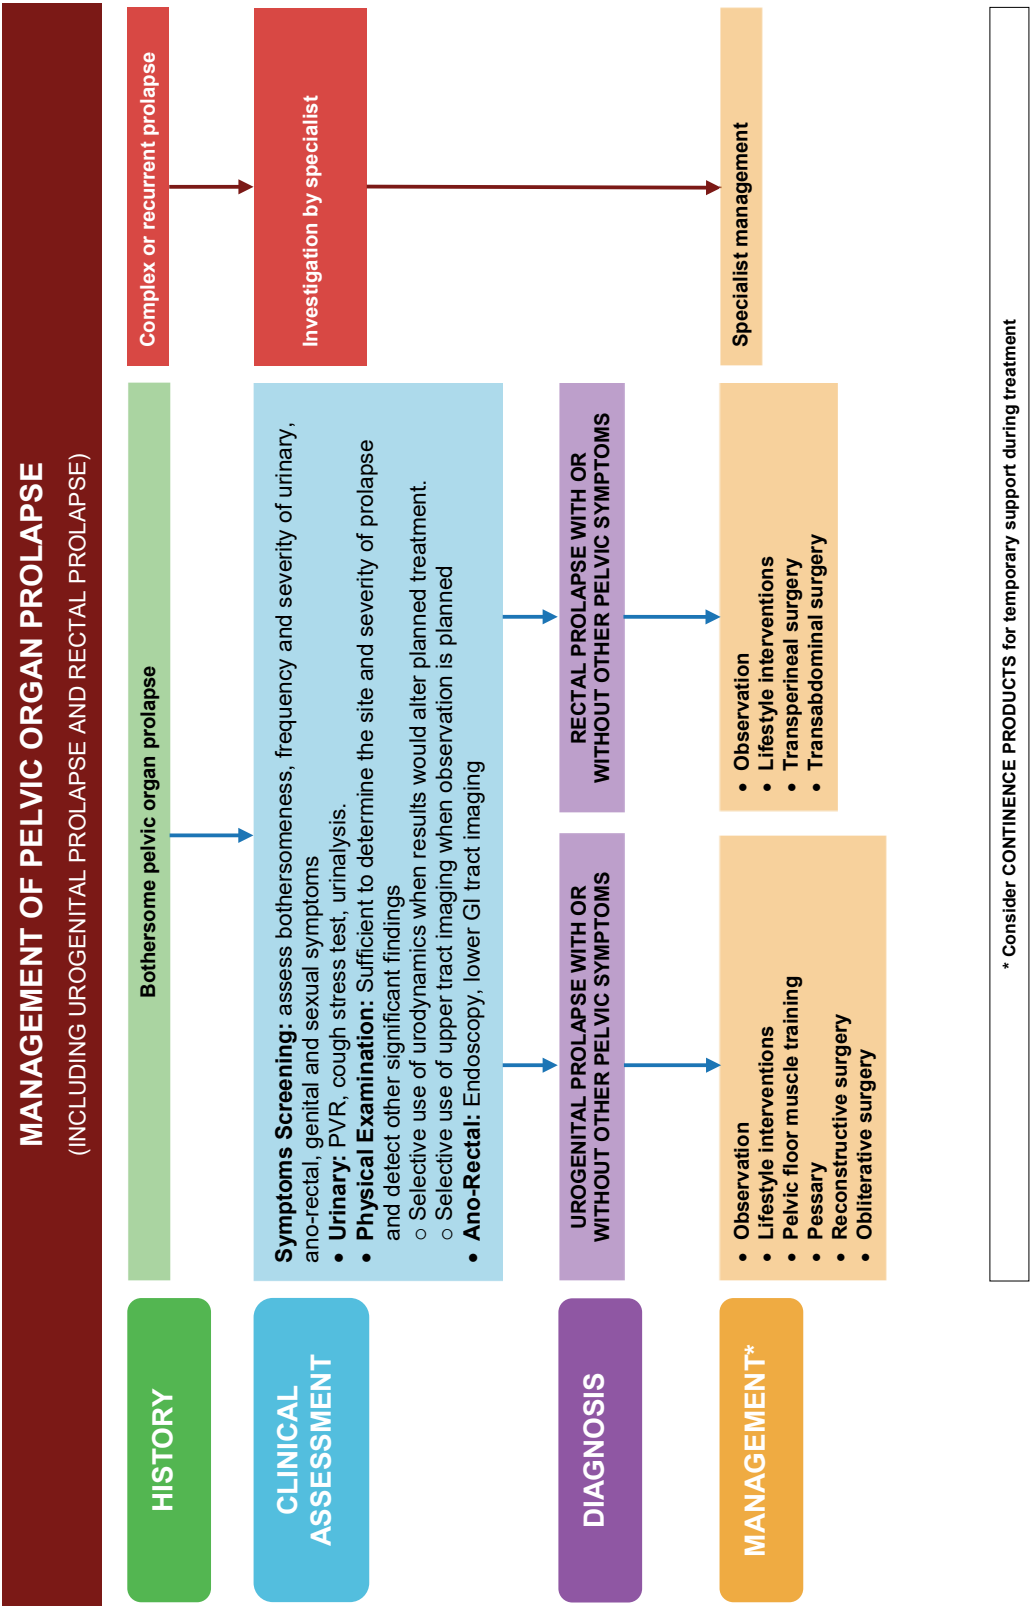 MANAGEMENT OF PELVIC ORGAN PROLAPSE
(INCLUDING UROGENITAL PROLAPSE AND RECTAL PROLAPSE)
HISTORY
Bothersome pelvic organ prolapse
Complex or recurrent prolapse
CLINICAL
ASSESSMENT
Symptoms Screening: assess bothersomeness, frequency and severity of urinary,
ano-rectal, genital and sexual symptoms
• Urinary: PVR, cough stress test, urinalysis.
• Physical Examination: Sufficient to determine the site and severity of prolapse
and detect other significant findings
○ Selective use of urodynamics when results would alter planned treatment.
○ Selective use of upper tract imaging when observation is planned
• Ano-Rectal: Endoscopy, lower GI tract imaging
Investigation by specialist
DIAGNOSIS
UROGENITAL PROLAPSE WITH OR
WITHOUT OTHER PELVIC SYMPTOMS
RECTAL PROLAPSE WITH OR
WITHOUT OTHER PELVIC SYMPTOMS
MANAGEMENT*
• Observation
• Lifestyle interventions
• Pelvic floor muscle training
• Pessary
• Reconstructive surgery
• Obliterative surgery
• Observation
• Lifestyle interventions
• Transperineal surgery
• Transabdominal surgery
Specialist management
* Consider CONTINENCE PRODUCTS for temporary support during treatment